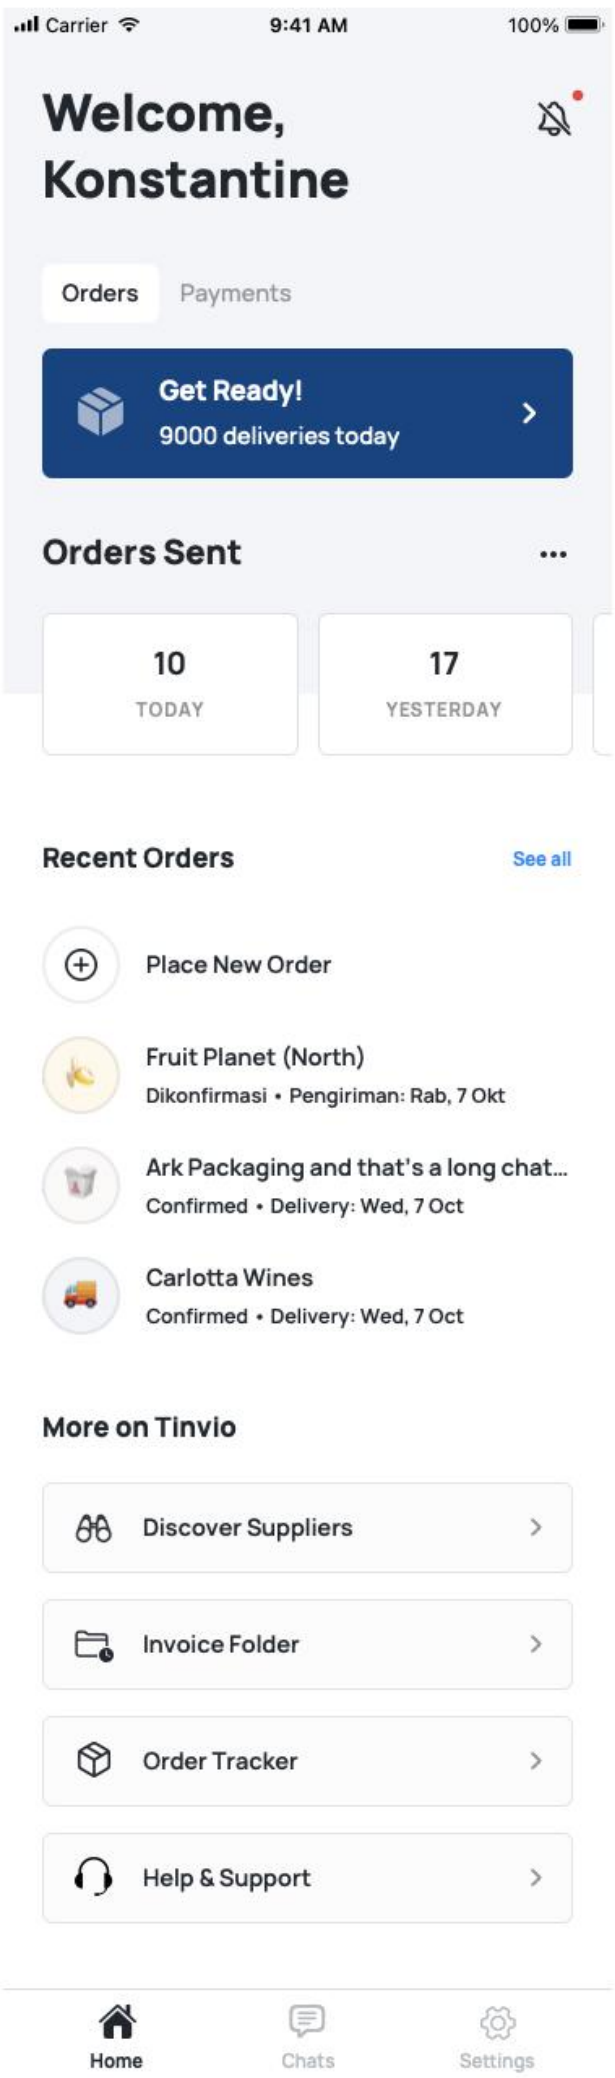 Carrier 9:41 AM 100%
Welcome,
Konstantine
Orders Payments
Get Ready!
9000 deliveries today
Orders Sent
10 17
TODAY YESTERDAY
Recent Orders See all
Place New Order
Fruit Planet (North)
Dikonfirmasi • Pengiriman: Rab, 7 Okt
Ark Packaging and that's a long chat...
Confirmed • Delivery: Wed, 7 Oct
Carlotta Wines
Confirmed • Delivery: Wed, 7 Oct
More on Tinvio
Discover Suppliers
Invoice Folder
Order Tracker
Help & Support
Home Chats Settings